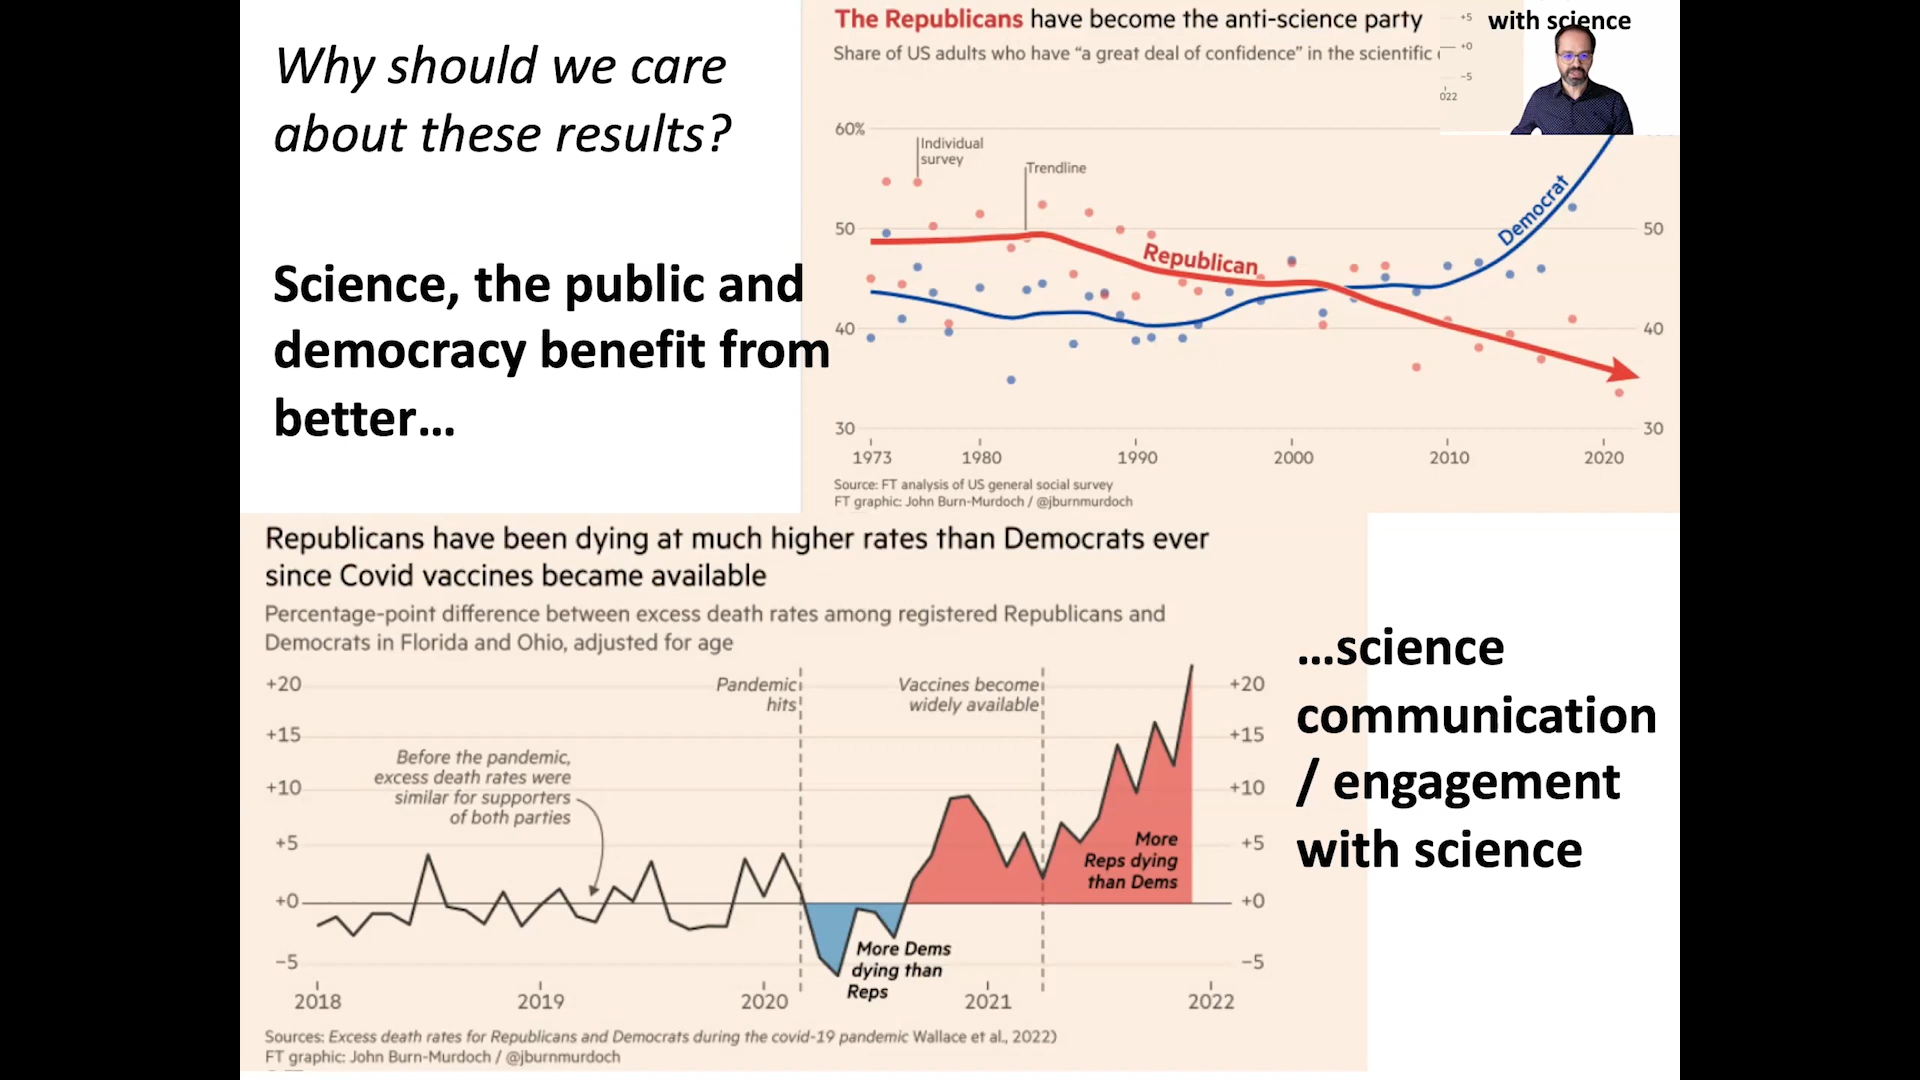 Why should we care
about these results?
Science, the public and
democracy benefit from
better...
The Republicans have become the anti-science party
Share of US adults who have “a great deal of confidence” in the scientific
+5
+0
−5
022
with science
60%
50
40
30
50
40
30
Individual
survey
Trendline
Republican
Democrat
1973
1980
1990
2000
2010
2020
Source: FT analysis of US general social survey
FT graphic: John Burn-Murdoch / @jburnmurdoch
Republicans have been dying at much higher rates than Democrats ever
since Covid vaccines became available
Percentage-point difference between excess death rates among registered Republicans and
Democrats in Florida and Ohio, adjusted for age
+20
+15
+10
+5
+0
−5
+20
+15
+10
+5
+0
−5
Pandemic
hits
Vaccines become
widely available
Before the pandemic,
excess death rates were
similar for supporters
of both parties
More
Reps dying
than Dems
More Dems
dying than
Reps
2018
2019
2020
2021
2022
Sources: Excess death rates for Republicans and Democrats during the covid-19 pandemic Wallace et al., 2022)
FT graphic: John Burn-Murdoch / @jburnmurdoch
...science
communication
/ engagement
with science